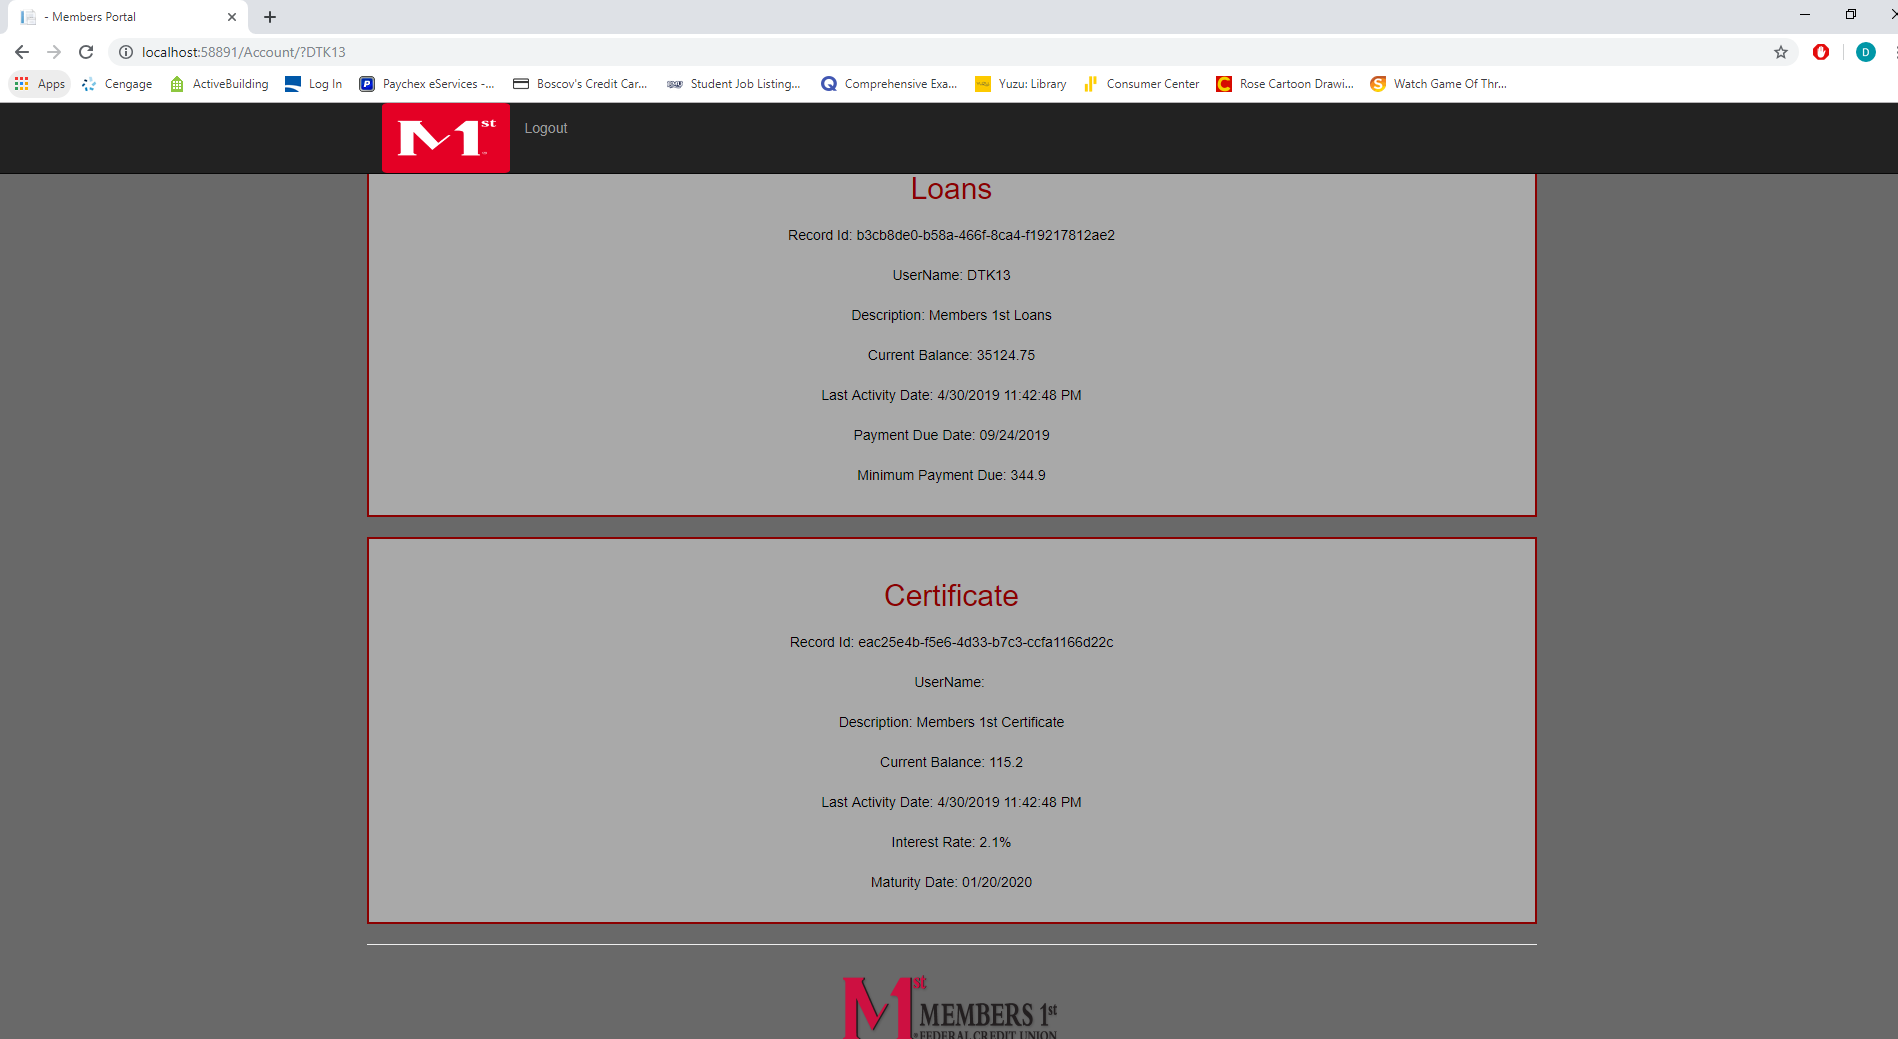 - Members Portal
localhost:58891/Account/?DTK13
D
Apps Cengage ActiveBuilding Log In Paychex eServices -... Boscov's Credit Car... Student Job Listing... Comprehensive Exa... Yuzu: Library Consumer Center Rose Cartoon Drawi... Watch Game Of Thr...
M1st Logout
Loans
Record Id: b3cb8de0-b58a-466f-8ca4-f19217812ae2
UserName: DTK13
Description: Members 1st Loans
Current Balance: 35124.75
Last Activity Date: 4/30/2019 11:42:48 PM
Payment Due Date: 09/24/2019
Minimum Payment Due: 344.9
Certificate
Record Id: eac25e4b-f5e6-4d33-b7c3-ccfa1166d22c
UserName:
Description: Members 1st Certificate
Current Balance: 115.2
Last Activity Date: 4/30/2019 11:42:48 PM
Interest Rate: 2.1%
Maturity Date: 01/20/2020
M1st MEMBERS 1st
FEDERAL CREDIT UNION